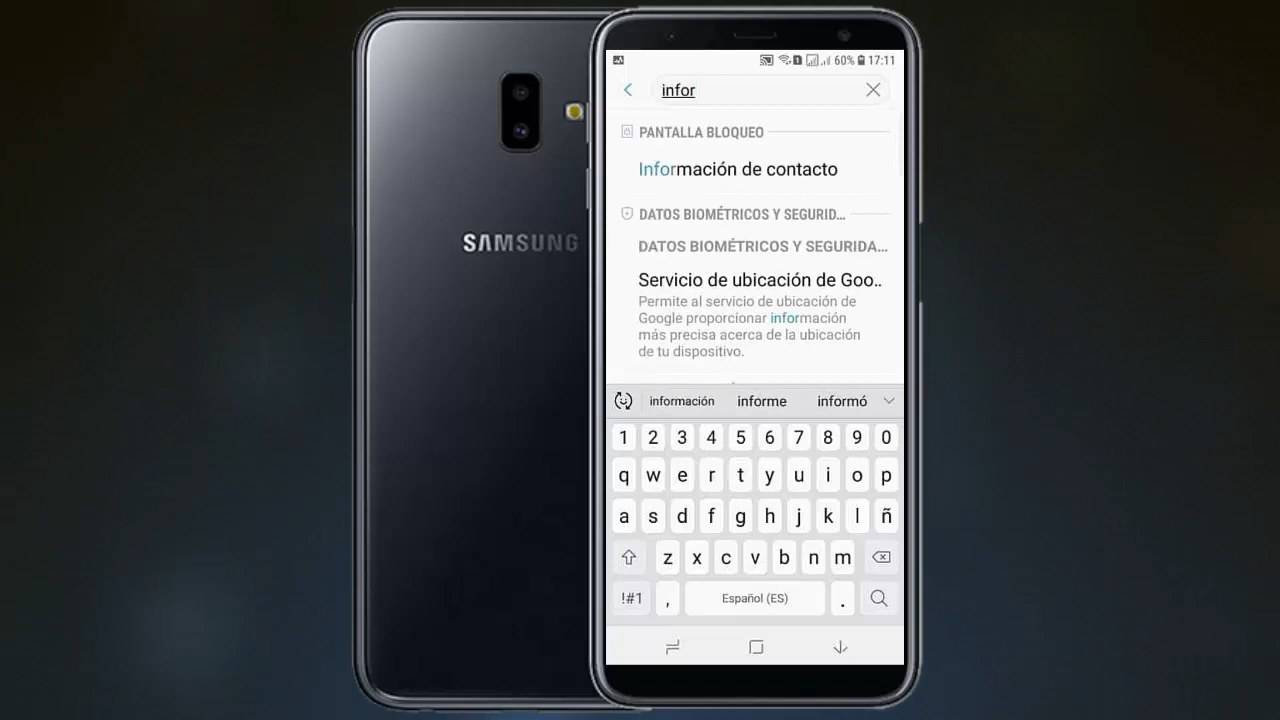 SAMSUNG
60% 17:11
infor
PANTALLA BLOQUEO
Información de contacto
DATOS BIOMÉTRICOS Y SEGURID...
DATOS BIOMÉTRICOS Y SEGURIDA...
Servicio de ubicación de Goo..
Permite al servicio de ubicación de
Google proporcionar información
más precisa acerca de la ubicación
de tu dispositivo.
información informe informó
1 2 3 4 5 6 7 8 9 0
q w e r t y u i o p
a s d f g h j k l ñ
z x c v b n m
!#1 , Español (ES) .